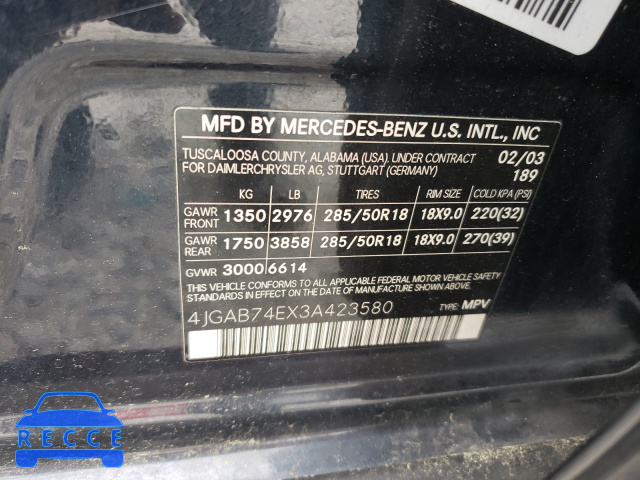 MFD BY MERCEDES-BENZ U.S. INTL., INC
TUSCALOOSA COUNTY, ALABAMA (USA). UNDER CONTRACT 02/03
FOR DAIMLERCHRYSLER AG, STUTTGART (GERMANY) 189
KG LB TIRES RIM SIZE COLD KPA (PSI)
GAWR FRONT 1350 2976 285/50R18 18X9.0 220(32)
GAWR REAR 1750 3858 285/50R18 18X9.0 270(39)
GVWR 3000 6614
THIS VEHICLE CONFORMS TO ALL APPLICABLE FEDERAL MOTOR VEHICLE SAFETY
STANDARDS IN EFFECT ON THE DATE OF MANUFACTURE SHOWN ABOVE.
4JGAB74EX3A423580 TYPE: MPV
RECCE